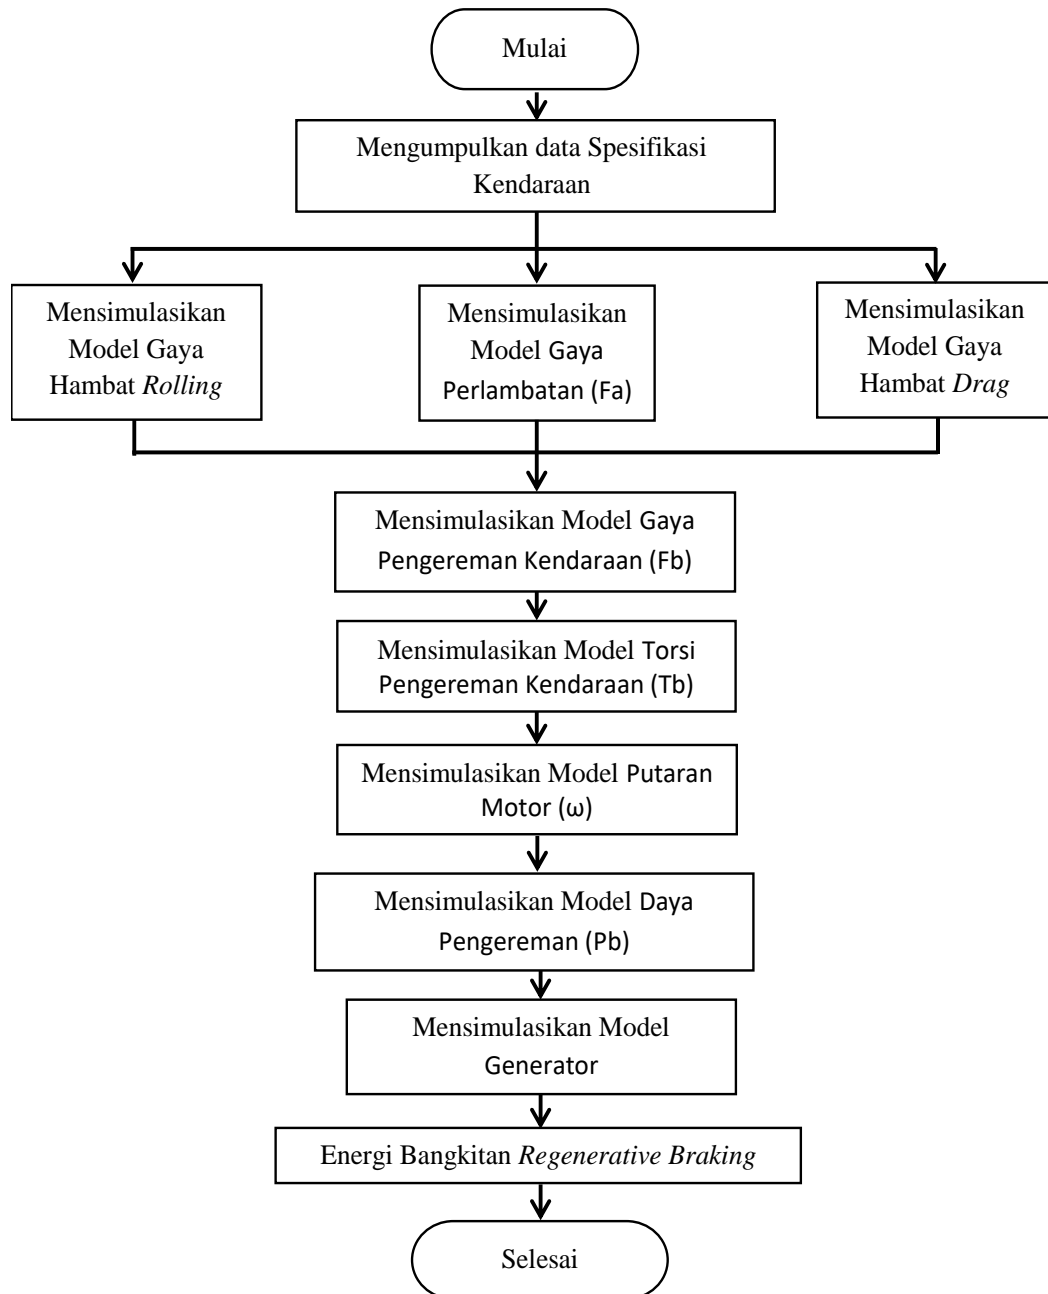 Mulai
Mengumpulkan data Spesifikasi
Kendaraan
Mensimulasikan
Model Gaya
Hambat Rolling
Mensimulasikan
Model Gaya
Perlambatan (Fa)
Mensimulasikan
Model Gaya
Hambat Drag
Mensimulasikan Model Gaya
Pengereman Kendaraan (Fb)
Mensimulasikan Model Torsi
Pengereman Kendaraan (Tb)
Mensimulasikan Model Putaran
Motor (ω)
Mensimulasikan Model Daya
Pengereman (Pb)
Mensimulasikan Model
Generator
Energi Bangkitan Regenerative Braking
Selesai